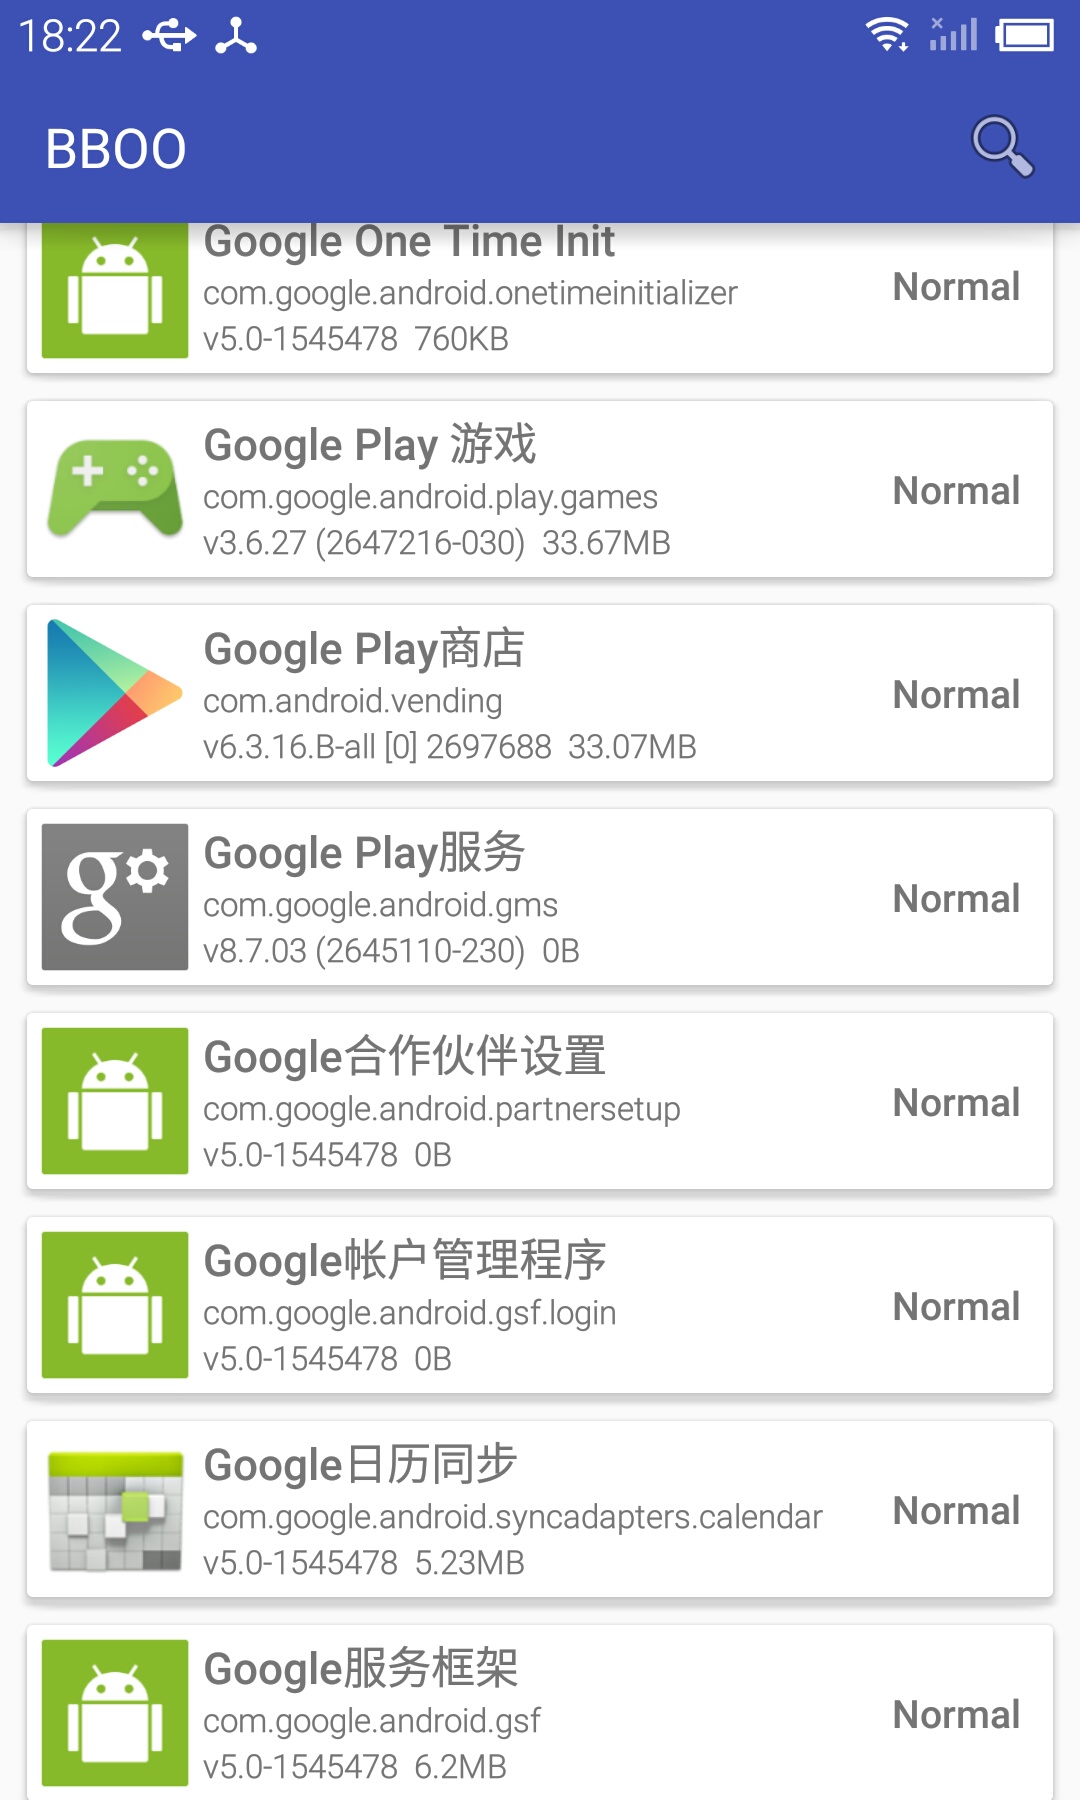 18:22
BBOO
Google One Time Init
com.google.android.onetimeinitializer
Normal
v5.0-1545478 760KB
Google Play 游戏
com.google.android.play.games
Normal
v3.6.27 (2647216-030) 33.67MB
Google Play商店
com.android.vending
Normal
v6.3.16.B-all [0] 2697688 33.07MB
Google Play服务
com.google.android.gms
Normal
v8.7.03 (2645110-230) 0B
Google合作伙伴设置
com.google.android.partnersetup
Normal
v5.0-1545478 0B
Google帐户管理程序
com.google.android.gsf.login
Normal
v5.0-1545478 0B
Google日历同步
com.google.android.syncadapters.calendar
Normal
v5.0-1545478 5.23MB
Google服务框架
com.google.android.gsf
Normal
v5.0-1545478 6.2MB